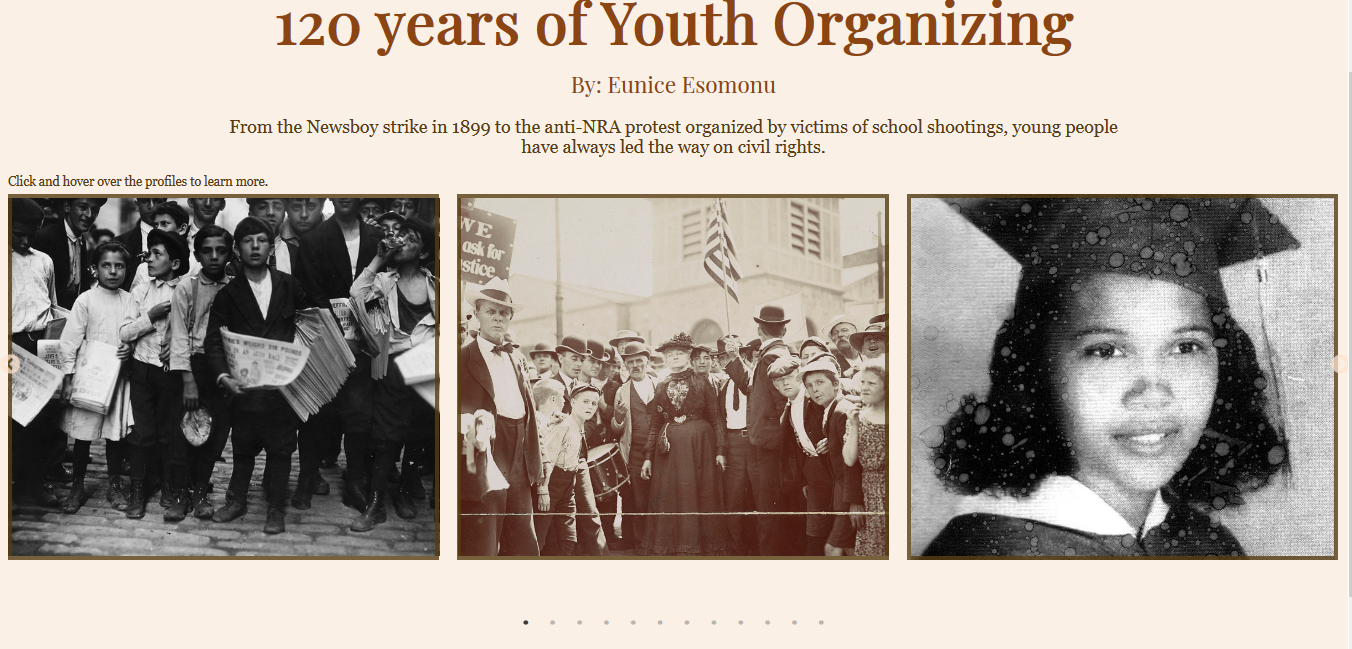 120 years of Youth Organizing
By: Eunice Esomonu
From the Newsboy strike in 1899 to the anti-NRA protest organized by victims of school shootings, young people
have always led the way on civil rights.
Click and hover over the profiles to learn more.
WE
ask for
stice